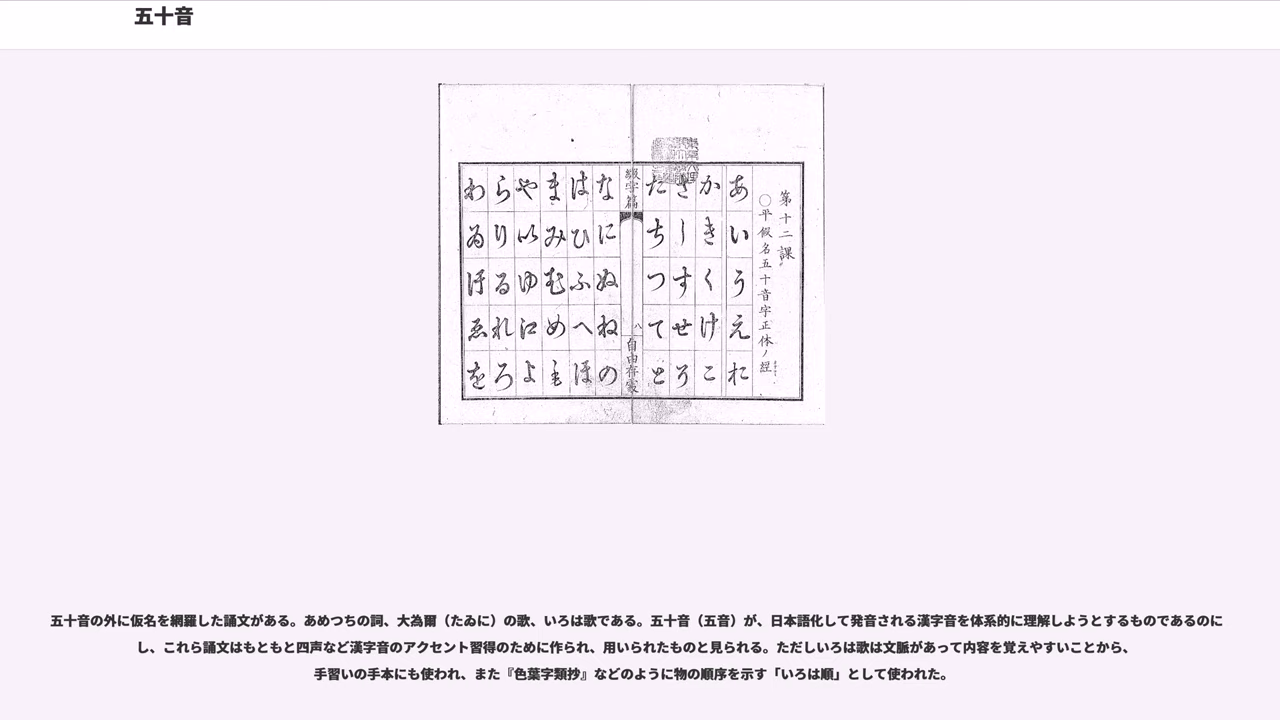 五十音
第十二課
〇平假名五十音字正体ノ經
あいうえお
かきくけこ
さしすせそ
たちつてと
綴字篇
八
自由存家
なにぬねの
はひふへほ
まみむめも
や以ゆ江よ
らりるれろ
わゐ汙ゑを
五十音の外に仮名を網羅した誦文がある。あめつちの詞、大為爾（たゐに）の歌、いろは歌である。五十音（五音）が、日本語化して発音される漢字音を体系的に理解しようとするものであるのに
し、これら誦文はもともと四声など漢字音のアクセント習得のために作られ、用いられたものと見られる。ただしいろは歌は文脈があって内容を覚えやすいことから、
手習いの手本にも使われ、また『色葉字類抄』などのように物の順序を示す「いろは順」として使われた。